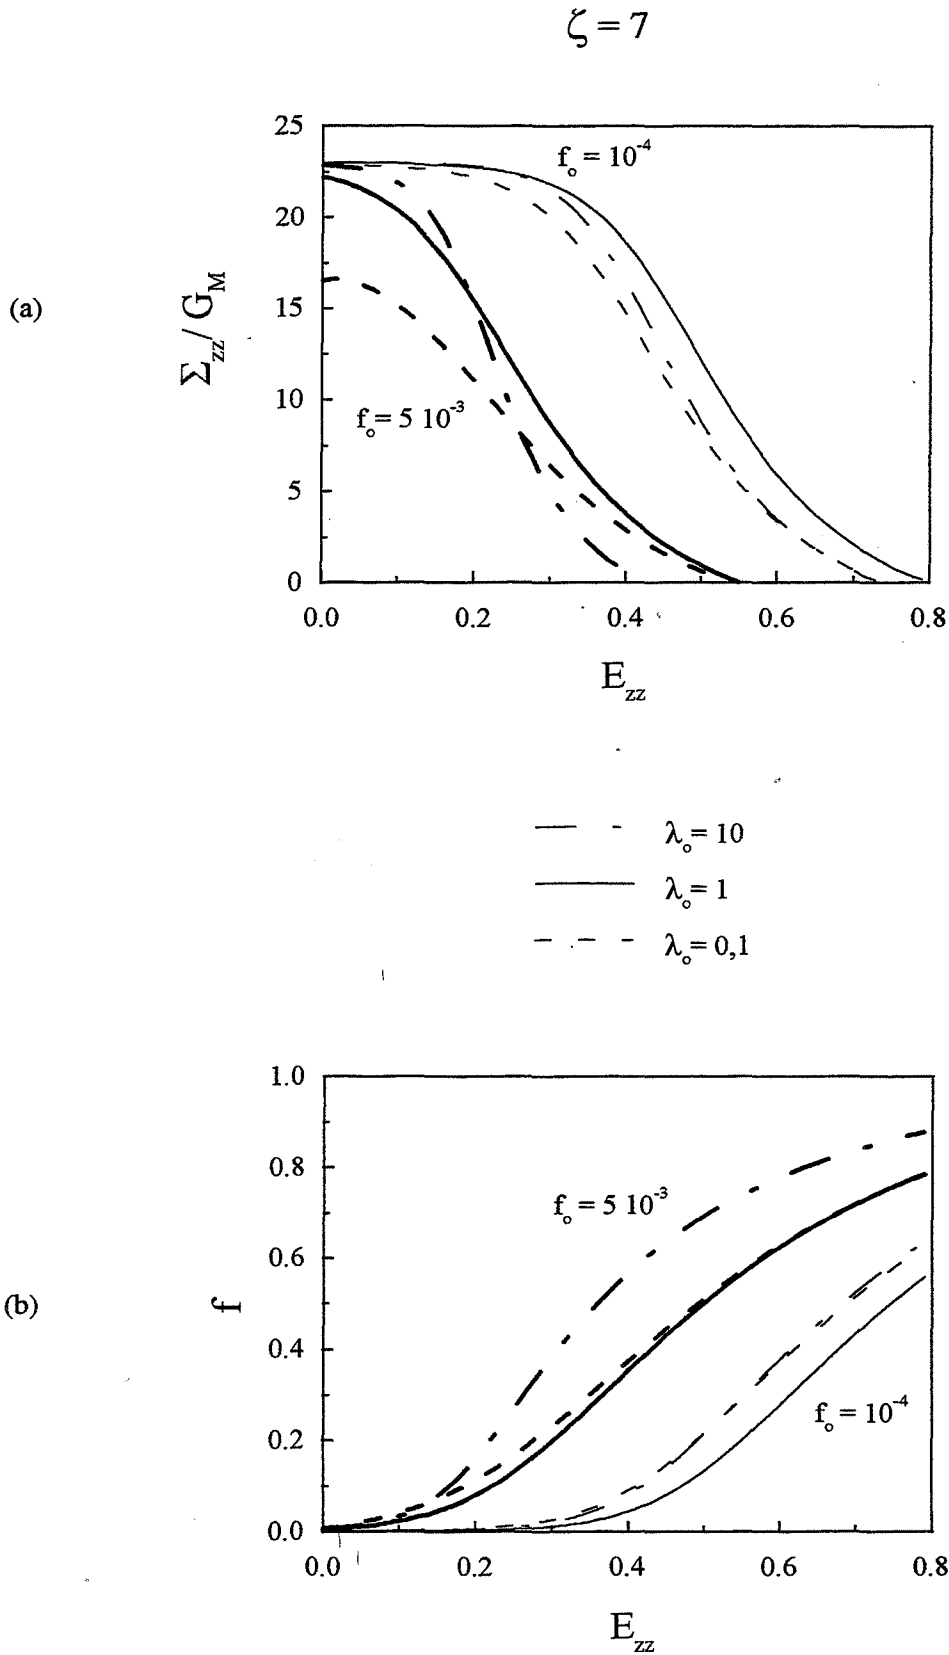 ζ = 7
(a)
Σzz/ GM
25
20
15
10
5
0
fo = 10-4
fo= 5 10-3
0.0 0.2 0.4 0.6 0.8
Ezz
λo= 10
λo= 1
λo= 0,1
(b)
f
1.0
0.8
0.6
0.4
0.2
0.0
fo = 5 10-3
fo = 10-4
0.0 0.2 0.4 0.6 0.8
Ezz